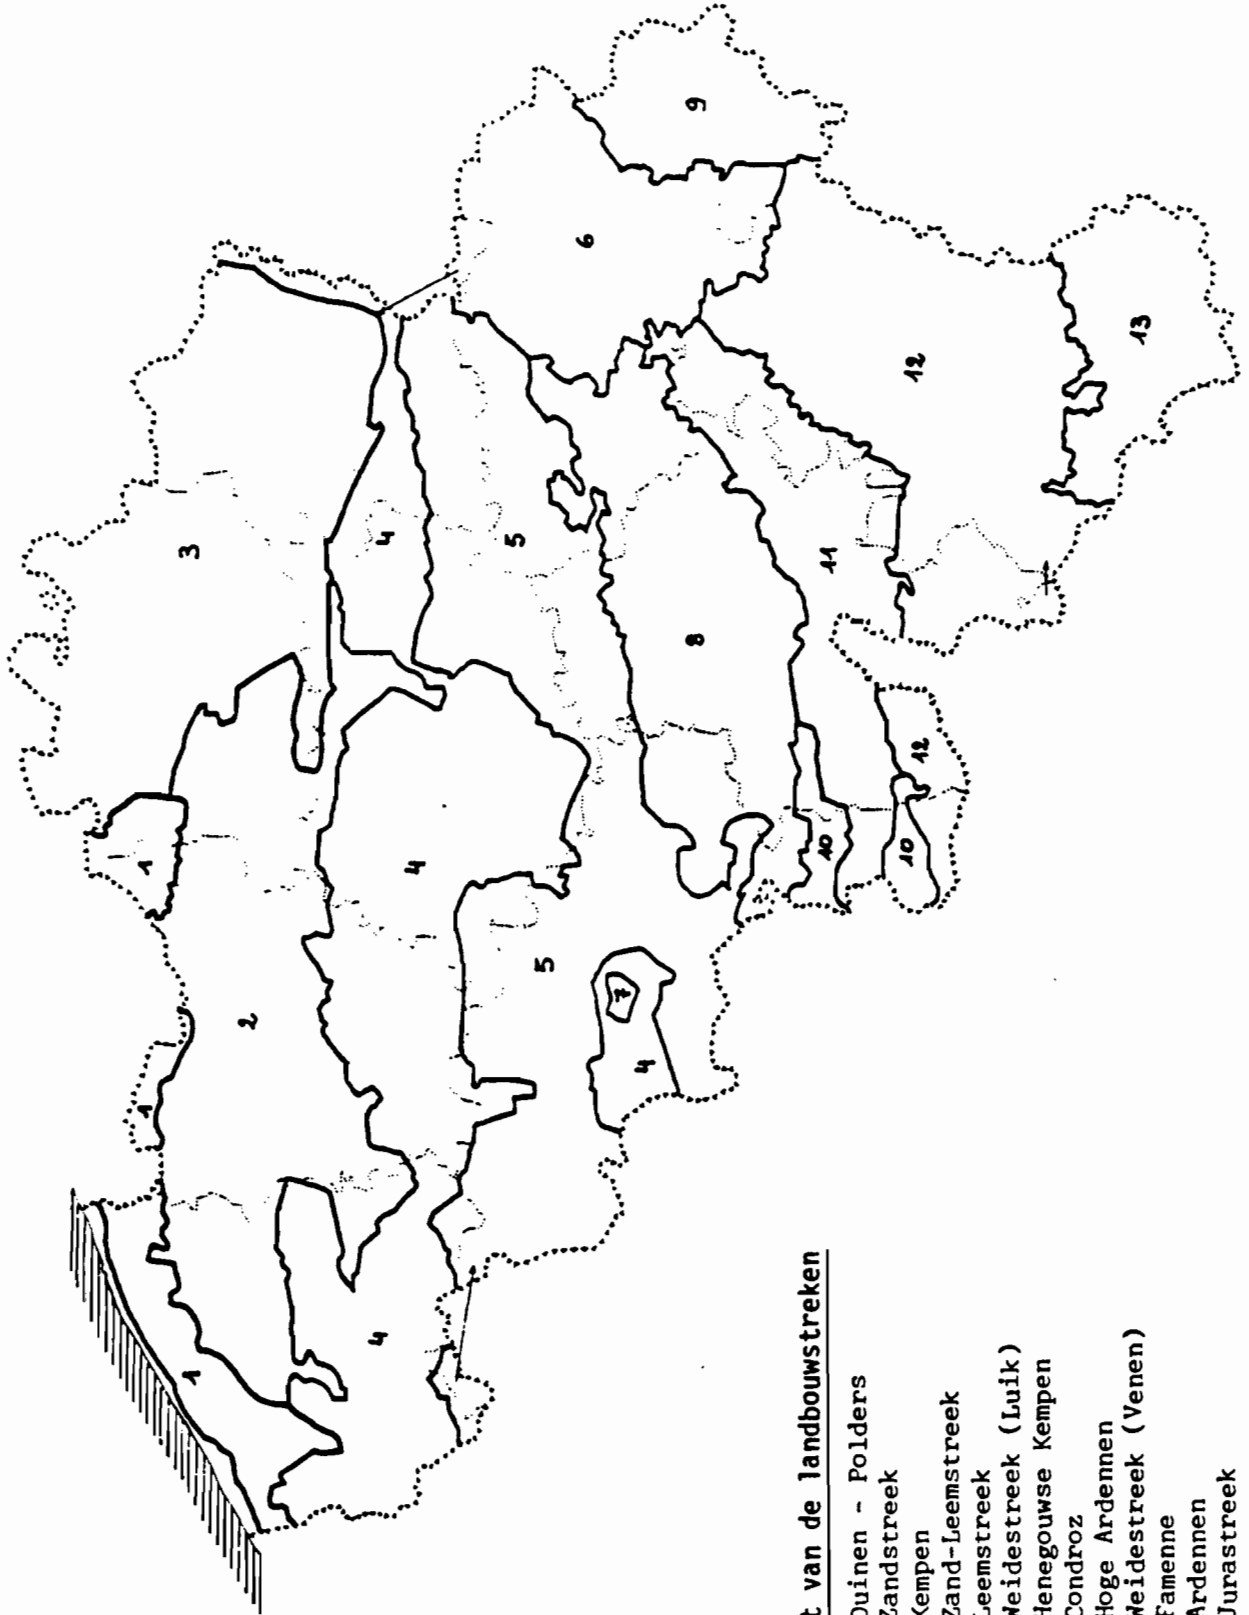 1
1
3
1
2
4
4
4
5
5
6
7
4
8
9
10
11
10
12
12
13
t van de landbouwstreken
Duinen - Polders
Zandstreek
Kempen
Zand-Leemstreek
Leemstreek
Weidestreek (Luik)
Henegouwse Kempen
Condroz
Hoge Ardennen
Weidestreek (Venen)
Famenne
Ardennen
Jurastreek